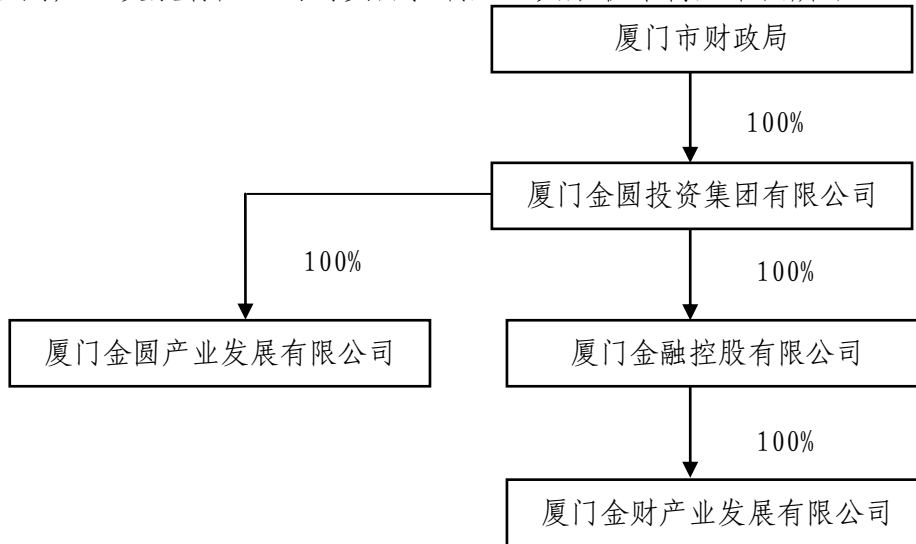 厦门市财政局
100%
厦门金圆投资集团有限公司
100%
100%
厦门金圆产业发展有限公司
厦门金融控股有限公司
100%
厦门金财产业发展有限公司